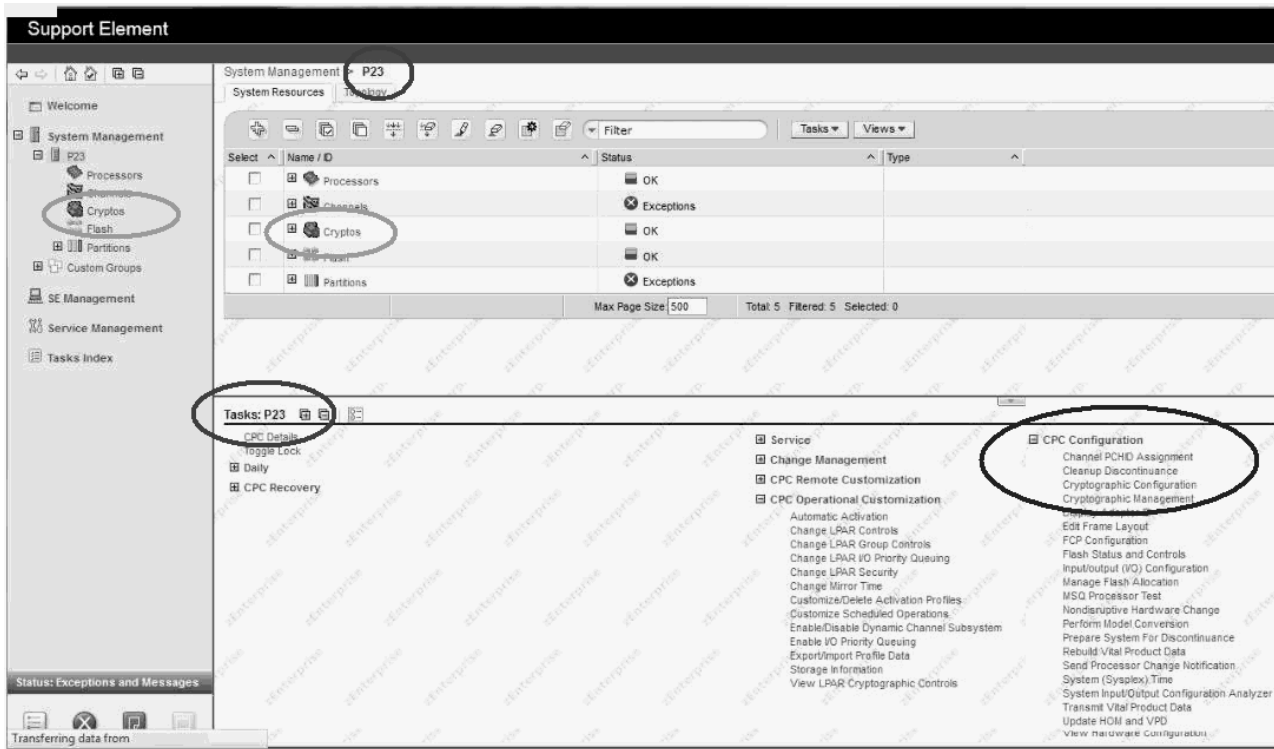 Support Element
System Management > P23
System Resources Topology
Welcome
System Management
P23
Processors
Channels
Cryptos
Flash
Partitions
Custom Groups
SE Management
Service Management
Tasks Index
Filter
Tasks Views
Select Name / ID Status Type
Processors OK
Channels Exceptions
Cryptos OK
Flash OK
Partitions Exceptions
Max Page Size: 500 Total: 5 Filtered: 5 Selected: 0
Tasks: P23
CPC Details
Toggle Lock
Daily
CPC Recovery
Service
Change Management
CPC Remote Customization
CPC Operational Customization
Automatic Activation
Change LPAR Controls
Change LPAR Group Controls
Change LPAR I/O Priority Queuing
Change LPAR Security
Change Mirror Time
Customize/Delete Activation Profiles
Customize Scheduled Operations
Enable/Disable Dynamic Channel Subsystem
Enable I/O Priority Queuing
Export/Import Profile Data
Storage Information
View LPAR Cryptographic Controls
CPC Configuration
Channel PCHID Assignment
Cleanup Discontinuance
Cryptographic Configuration
Cryptographic Management
Display Adapter ID
Edit Frame Layout
FCP Configuration
Flash Status and Controls
Input/output (I/O) Configuration
Manage Flash Allocation
MSQ Processor Test
Nondisruptive Hardware Change
Perform Model Conversion
Prepare System For Discontinuance
Rebuild Vital Product Data
Send Processor Change Notification
System (Sysplex) Time
System Input/Output Configuration Analyzer
Transmit Vital Product Data
Update HOM and VPD
View Hardware Configuration
Status: Exceptions and Messages
Transferring data from
zEnterprise